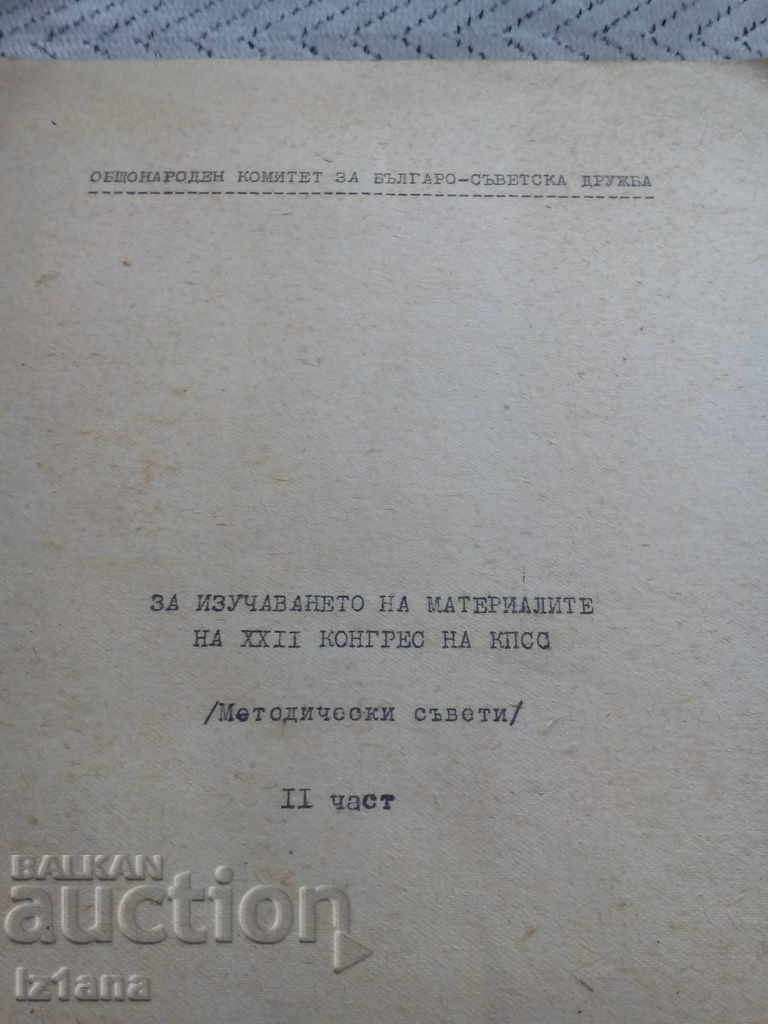 ОБЩОНАРОДЕН КОМИТЕТ ЗА БЪЛГАРО-СЪВЕТСКА ДРУЖБА
ЗА ИЗУЧАВАНЕТО НА МАТЕРИАЛИТЕ
НА XXII КОНГРЕС НА КПСС
/Методически съвети/
II част
BALKAN
auction
Iz1ana